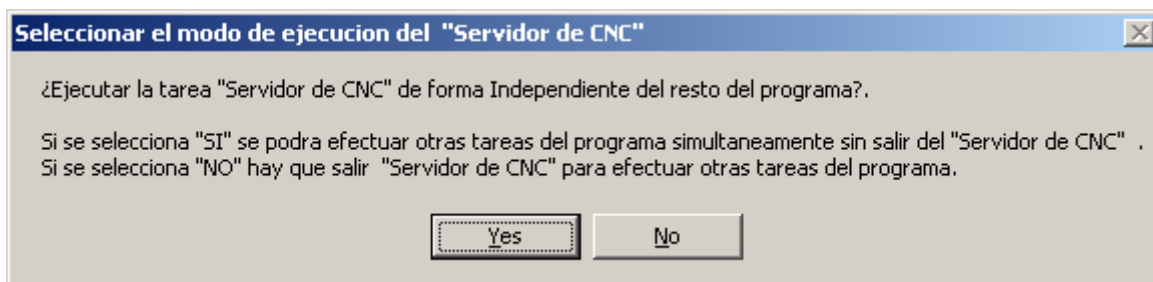 Seleccionar el modo de ejecucion del "Servidor de CNC"
¿Ejecutar la tarea "Servidor de CNC" de forma Independiente del resto del programa?.
Si se selecciona "SI" se podra efectuar otras tareas del programa simultaneamente sin salir del "Servidor de CNC" .
Si se selecciona "NO" hay que salir "Servidor de CNC" para efectuar otras tareas del programa.
Yes No